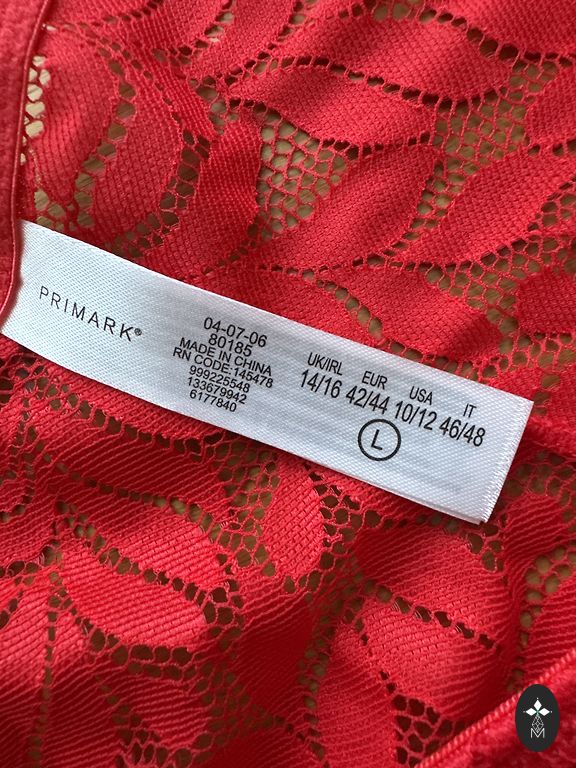 PRIMARK®
04-07-06
80185
MADE IN CHINA
RN CODE:145478
999225548
133679942
6177840
UK/IRL EUR USA IT
14/16 42/44 10/12 46/48
L
M